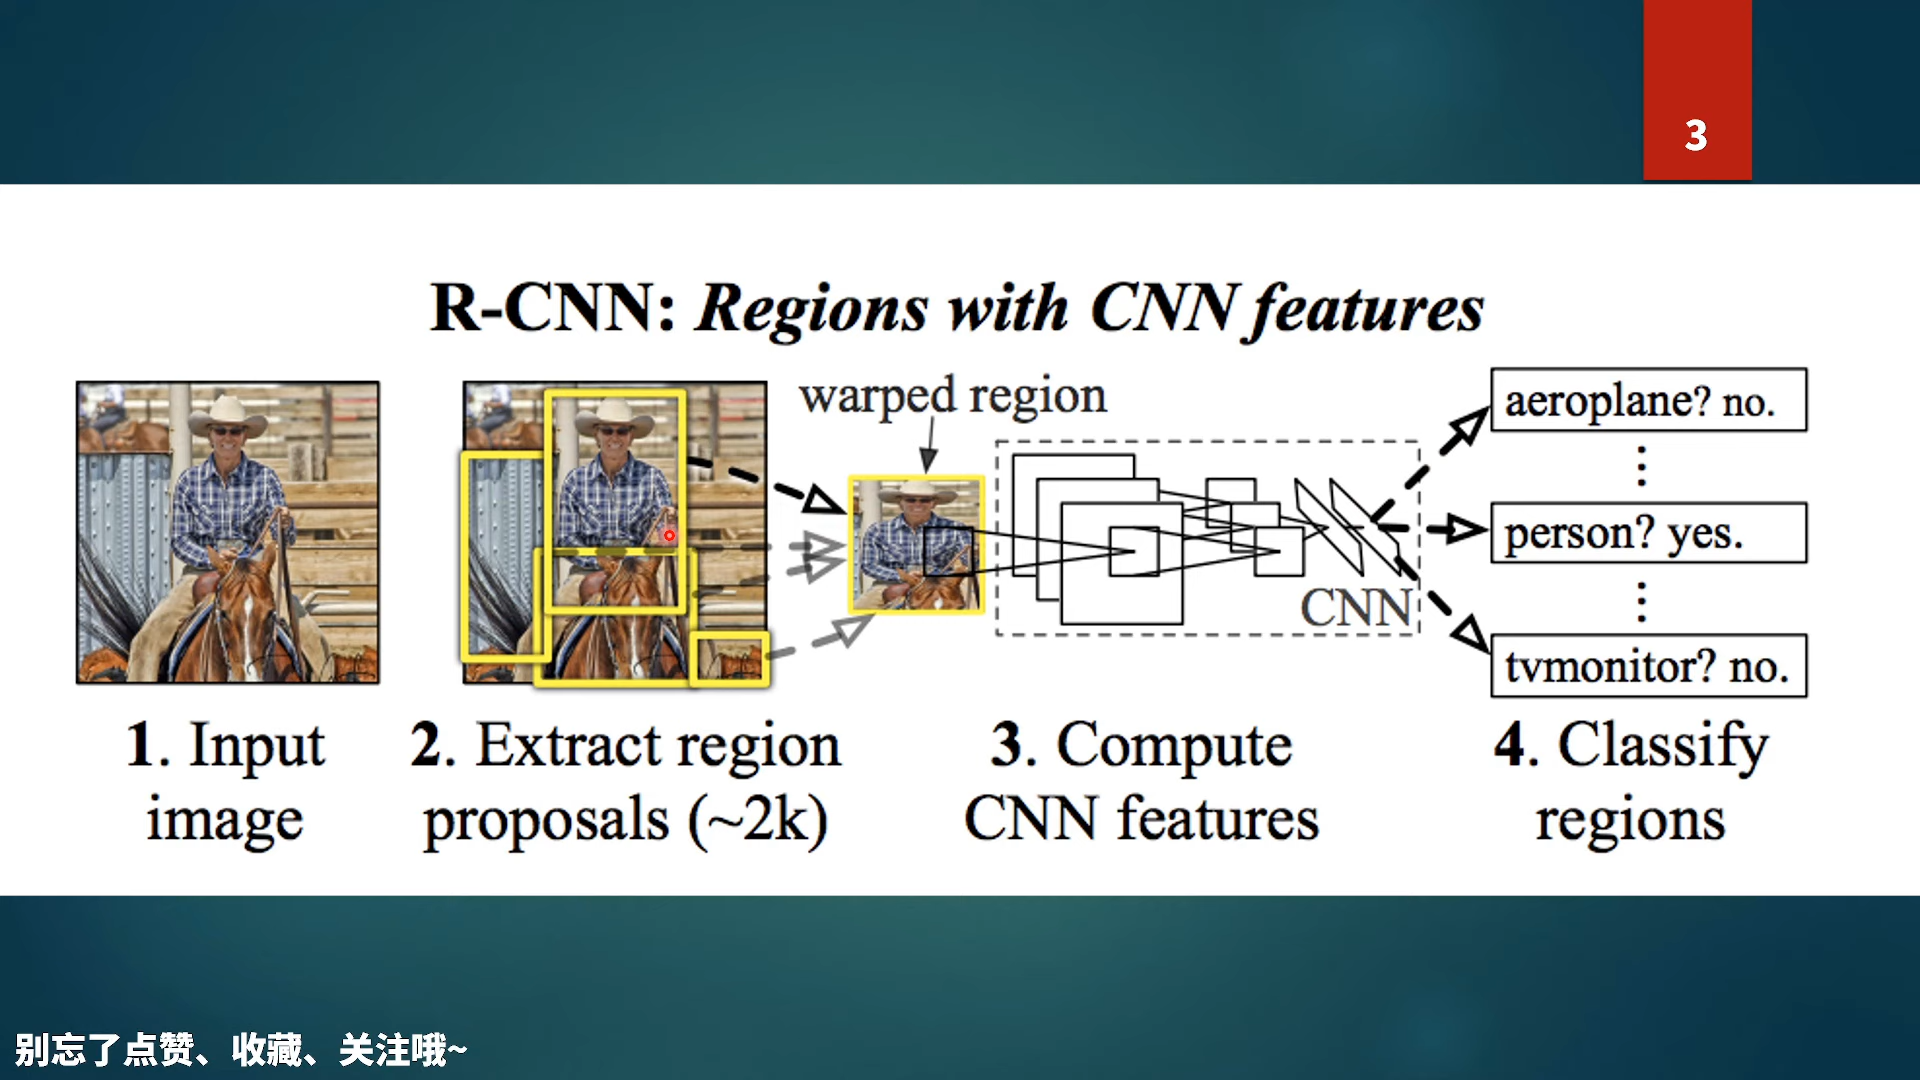 3
R-CNN: Regions with CNN features
warped region
aeroplane? no.
person? yes.
CNN
tvmonitor? no.
1. Input
image
2. Extract region
proposals (~2k)
3. Compute
CNN features
4. Classify
regions
别忘了点赞、收藏、关注哦~